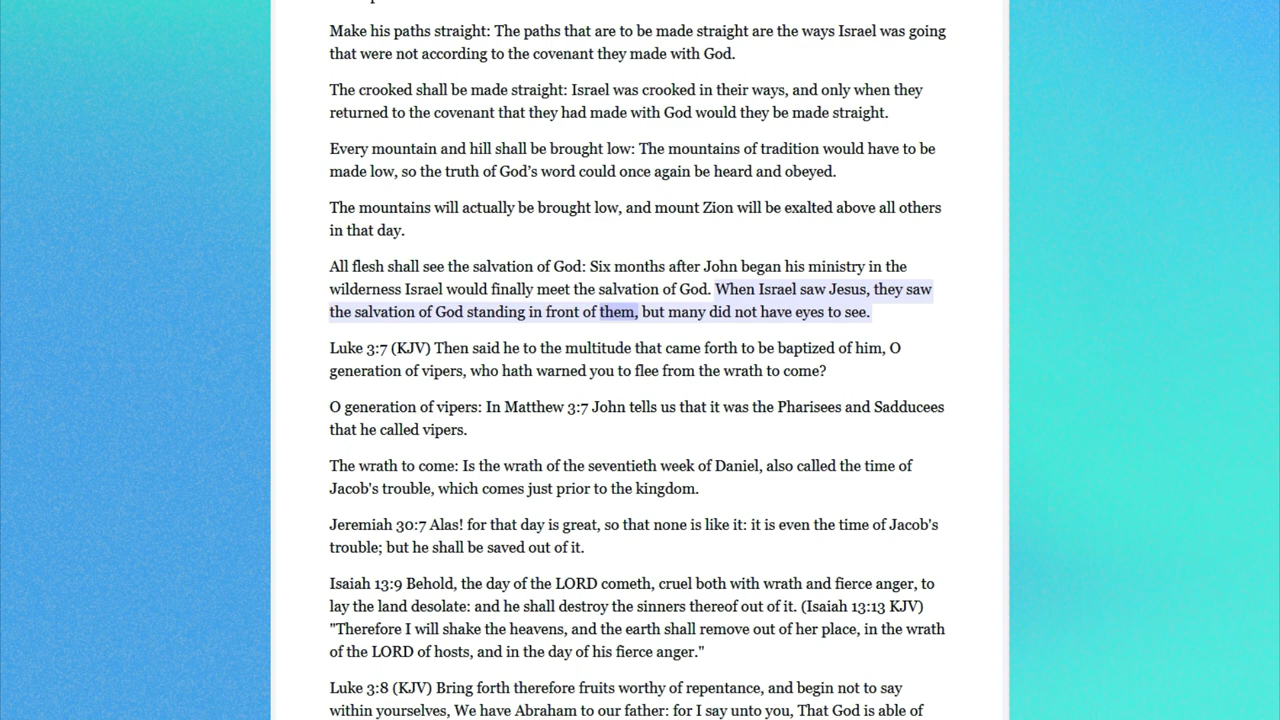 Make his paths straight: The paths that are to be made straight are the ways Israel was going
that were not according to the covenant they made with God.
The crooked shall be made straight: Israel was crooked in their ways, and only when they
returned to the covenant that they had made with God would they be made straight.
Every mountain and hill shall be brought low: The mountains of tradition would have to be
made low, so the truth of God’s word could once again be heard and obeyed.
The mountains will actually be brought low, and mount Zion will be exalted above all others
in that day.
All flesh shall see the salvation of God: Six months after John began his ministry in the
wilderness Israel would finally meet the salvation of God. When Israel saw Jesus, they saw
the salvation of God standing in front of them, but many did not have eyes to see.
Luke 3:7 (KJV) Then said he to the multitude that came forth to be baptized of him, O
generation of vipers, who hath warned you to flee from the wrath to come?
O generation of vipers: In Matthew 3:7 John tells us that it was the Pharisees and Sadducees
that he called vipers.
The wrath to come: Is the wrath of the seventieth week of Daniel, also called the time of
Jacob's trouble, which comes just prior to the kingdom.
Jeremiah 30:7 Alas! for that day is great, so that none is like it: it is even the time of Jacob's
trouble; but he shall be saved out of it.
Isaiah 13:9 Behold, the day of the LORD cometh, cruel both with wrath and fierce anger, to
lay the land desolate: and he shall destroy the sinners thereof out of it. (Isaiah 13:13 KJV)
"Therefore I will shake the heavens, and the earth shall remove out of her place, in the wrath
of the LORD of hosts, and in the day of his fierce anger."
Luke 3:8 (KJV) Bring forth therefore fruits worthy of repentance, and begin not to say
within yourselves, We have Abraham to our father: for I say unto you, That God is able of